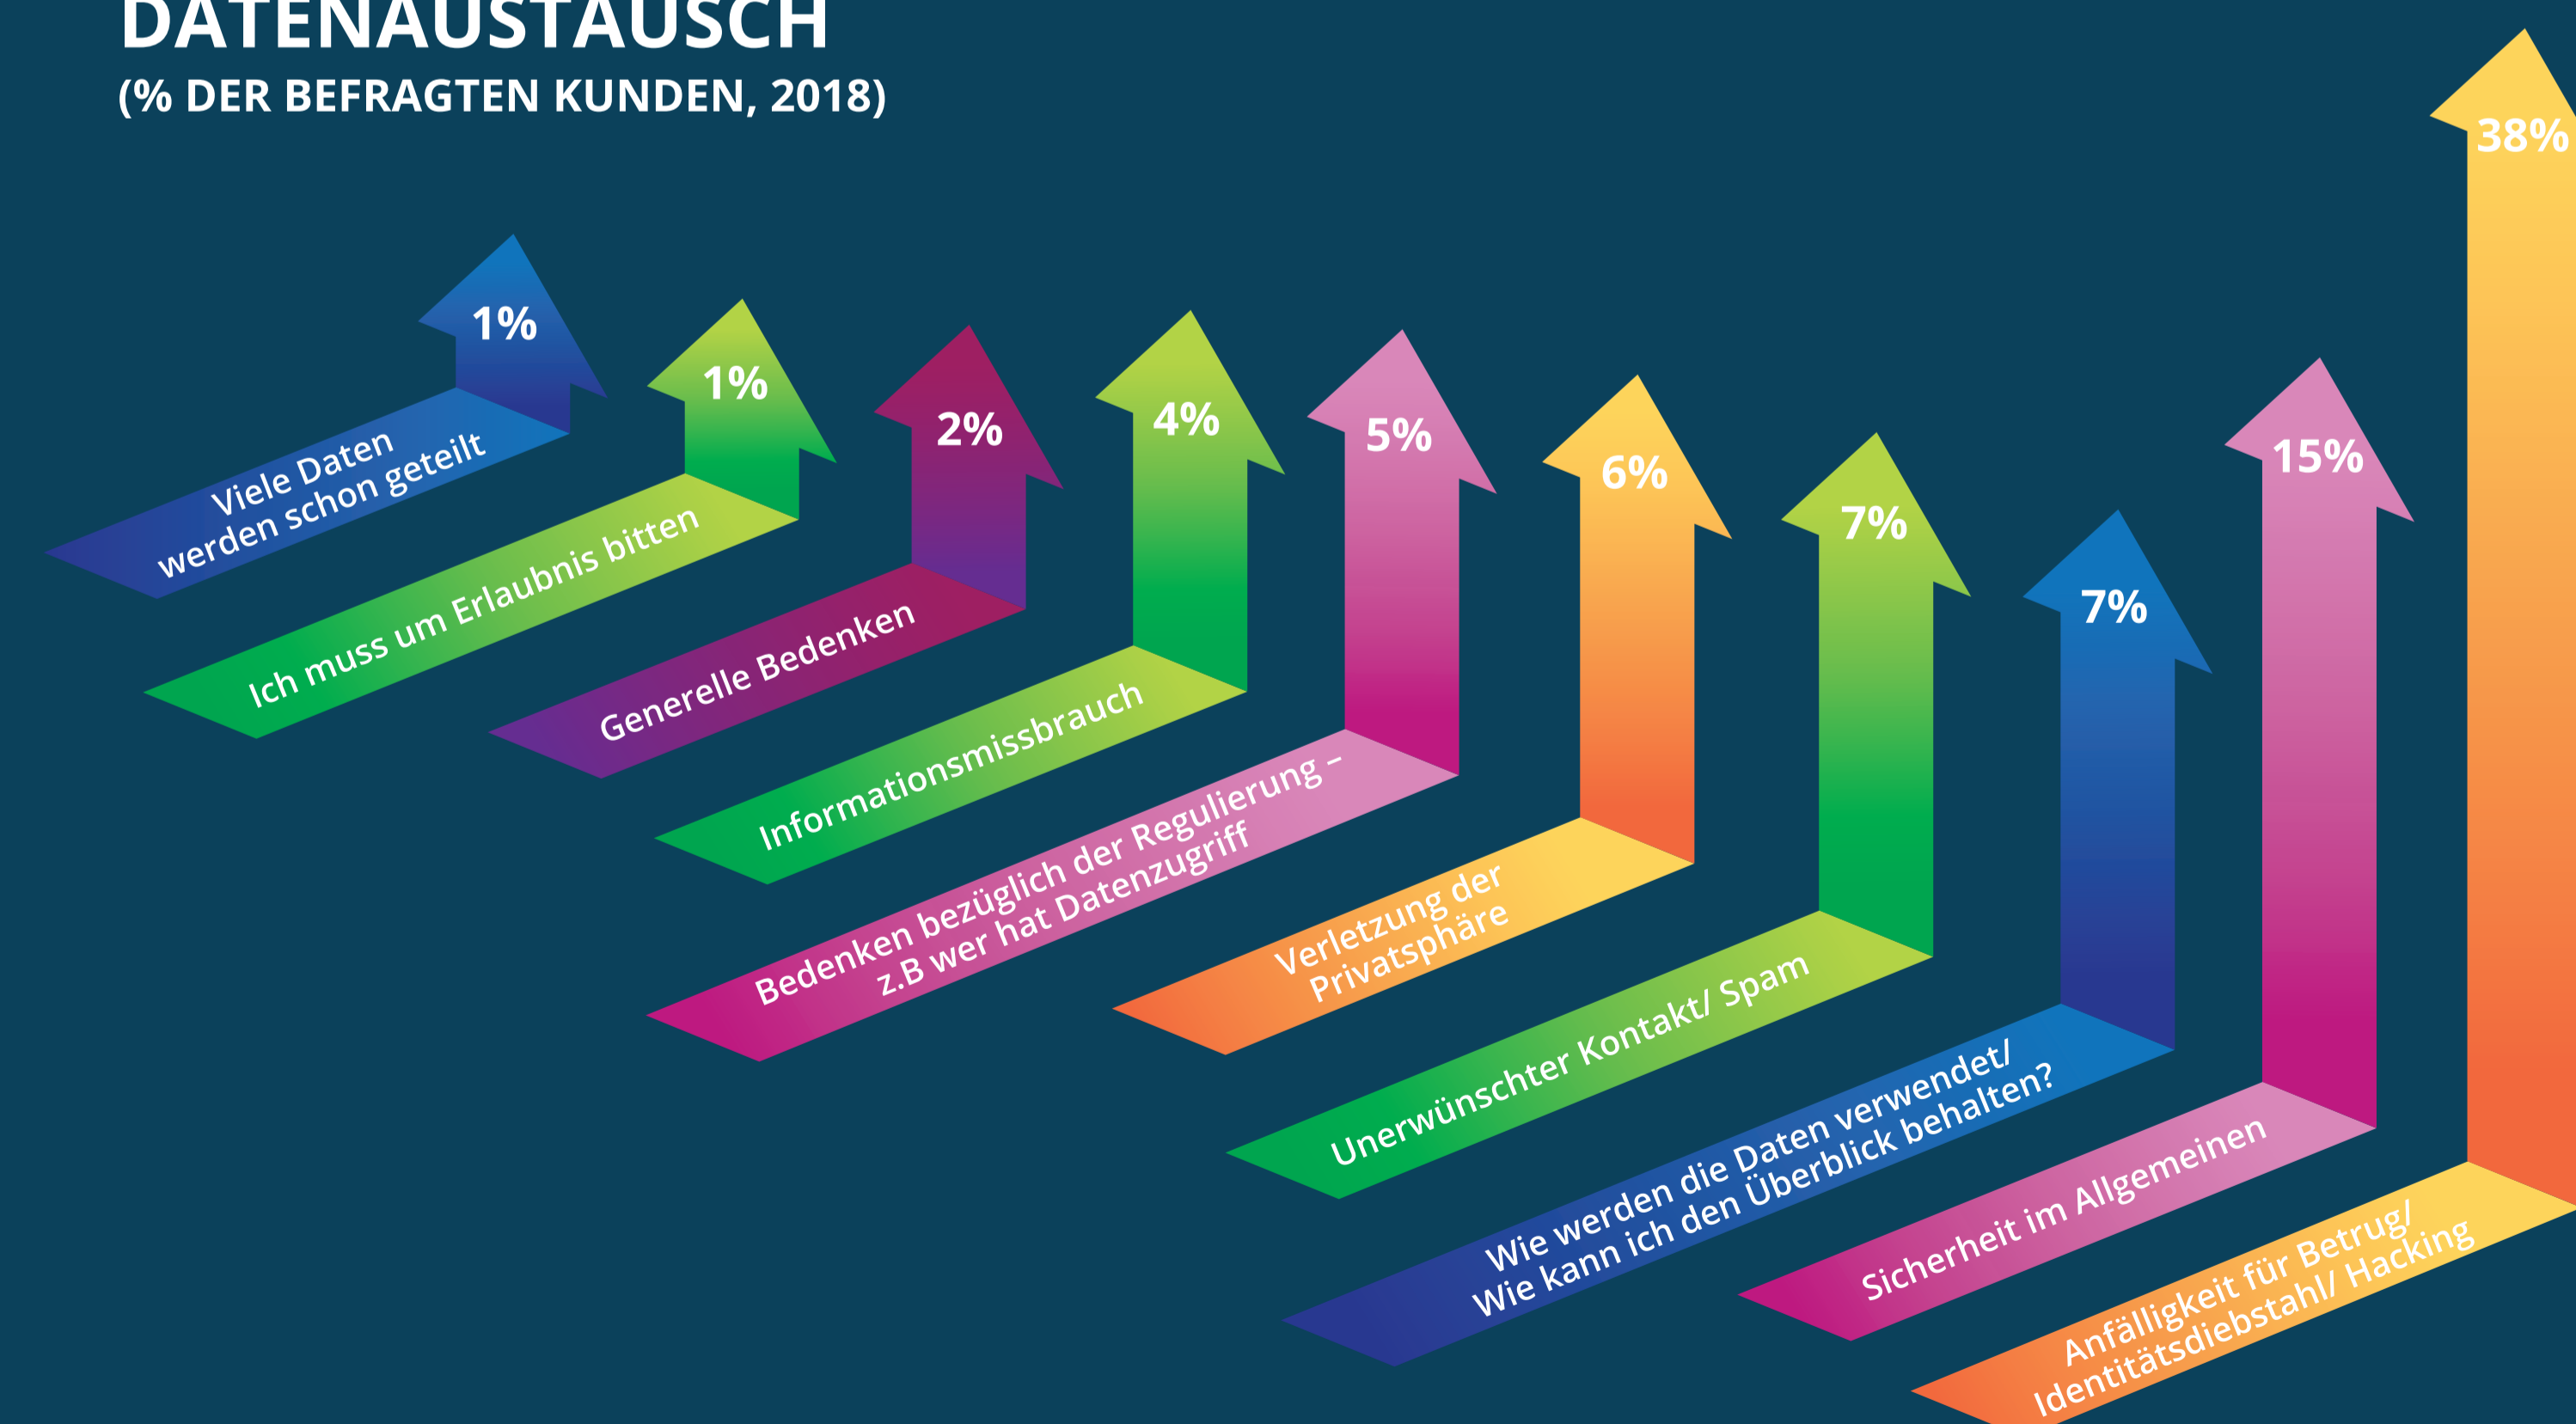 DATENAUSTAUSCH
(% DER BEFRAGTEN KUNDEN, 2018)
1%
Viele Daten
werden schon geteilt
1%
Ich muss um Erlaubnis bitten
2%
Generelle Bedenken
4%
Informationsmissbrauch
5%
Bedenken bezüglich der Regulierung –
z.B wer hat Datenzugriff
6%
Verletzung der
Privatsphäre
7%
Unerwünschter Kontakt/ Spam
7%
Wie werden die Daten verwendet/
Wie kann ich den Überblick behalten?
15%
Sicherheit im Allgemeinen
38%
Anfälligkeit für Betrug/
Identitätsdiebstahl/ Hacking